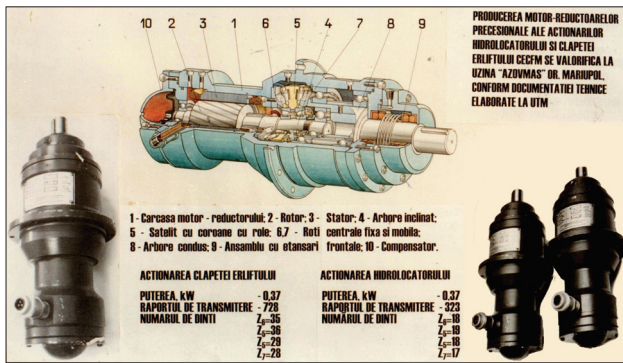 10 2 3 1 6 5 4 7 8 9
PRODUCEREA MOTOR-REDUCTOARELOR
PRECESIONALE ALE ACTIONARILOR
HIDROLOCATORULUI SI CLAPETEI
ERLIFTULUI CECFM SE VALORIFICA LA
UZINA "AZOVMAS" OR. MARIUPOL,
CONFORM DOCUMENTATIEI TEHNICE
ELABORATE LA UTM
1 - Carcasa motor - reductorului; 2 - Rotor; 3 - Stator; 4 - Arbore inclinat;
5 - Satelit cu coroane cu role; 6,7 - Roti centrale fixa si mobila;
8 - Arbore condus; 9 - Ansamblu cu etansari frontale; 10 - Compensator.
ACTIONAREA CLAPETEI ERLIFTULUI
PUTEREA, kW - 0,37
RAPORTUL DE TRANSMITERE - 728
NUMARUL DE DINTI
=35
Z5=36
Z5=29
Z7=28
ACTIONAREA HIDROLOCATORULUI
PUTEREA, kW - 0,37
RAPORTUL DE TRANSMITERE - 323
NUMARUL DE DINTI
=18
Z5=19
Z5=18
Z7=17